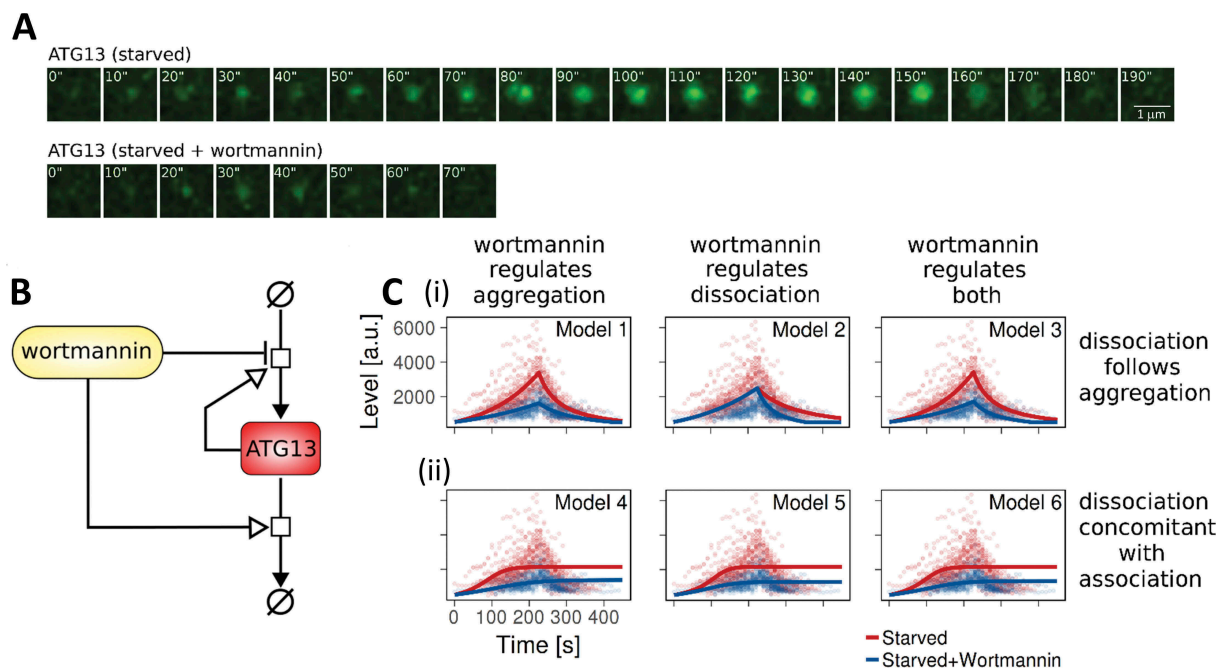 A
ATG13 (starved)
0" 10" 20" 30" 40" 50" 60" 70" 80" 90" 100" 110" 120" 130" 140" 150" 160" 170" 180" 190"
1 µm
ATG13 (starved + wortmannin)
0" 10" 20" 30" 40" 50" 60" 70"
B
∅
wortmannin
ATG13
∅
C
(i)
wortmannin
regulates
aggregation
wortmannin
regulates
dissociation
wortmannin
regulates
both
Level [a.u.]
6000
4000
2000
Model 1
Model 2
Model 3
dissociation
follows
aggregation
(ii)
Model 4
Model 5
Model 6
dissociation
concomitant
with
association
0 100 200 300 400
Time [s]
Starved
Starved+Wortmannin